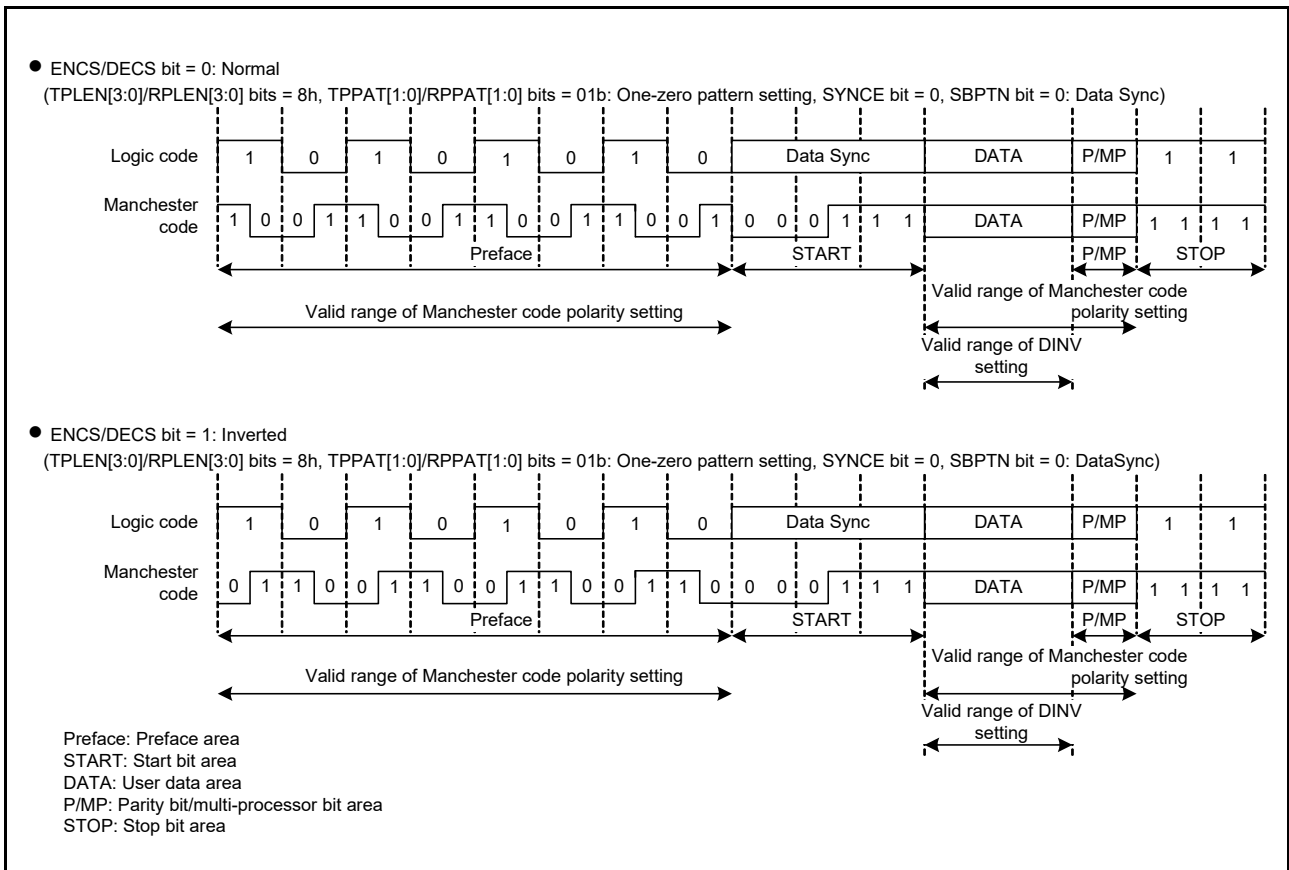 ● ENCS/DECS bit = 0: Normal
(TPLEN[3:0]/RPLEN[3:0] bits = 8h, TPPAT[1:0]/RPPAT[1:0] bits = 01b: One-zero pattern setting, SYNCE bit = 0, SBPTN bit = 0: Data Sync)
Logic code 1 0 1 0 1 0 1 0 Data Sync DATA P/MP 1 1
Manchester
code 1 0 0 1 1 0 0 1 1 0 0 1 1 0 0 1 0 0 0 1 1 1 DATA P/MP 1 1 1 1
Preface START P/MP STOP
Valid range of Manchester code polarity setting
Valid range of Manchester code
polarity setting
Valid range of DINV
setting
● ENCS/DECS bit = 1: Inverted
(TPLEN[3:0]/RPLEN[3:0] bits = 8h, TPPAT[1:0]/RPPAT[1:0] bits = 01b: One-zero pattern setting, SYNCE bit = 0, SBPTN bit = 0: DataSync)
Logic code 1 0 1 0 1 0 1 0 Data Sync DATA P/MP 1 1
Manchester
code 0 1 1 0 0 1 1 0 0 1 1 0 0 1 1 0 0 0 0 1 1 1 DATA P/MP 1 1 1 1
Preface START P/MP STOP
Valid range of Manchester code polarity setting
Valid range of Manchester code
polarity setting
Valid range of DINV
setting
Preface: Preface area
START: Start bit area
DATA: User data area
P/MP: Parity bit/multi-processor bit area
STOP: Stop bit area